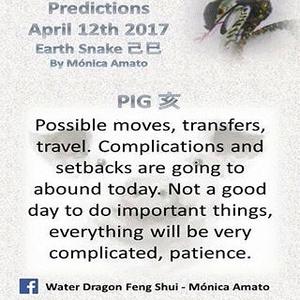 Predictions
April 12th 2017
Earth Snake 己巳
By Mónica Amato
PIG 亥
Possible moves, transfers,
travel. Complications and
setbacks are going to
abound today. Not a good
day to do important things,
everything will be very
complicated, patience.
Water Dragon Feng Shui - Mónica Amato